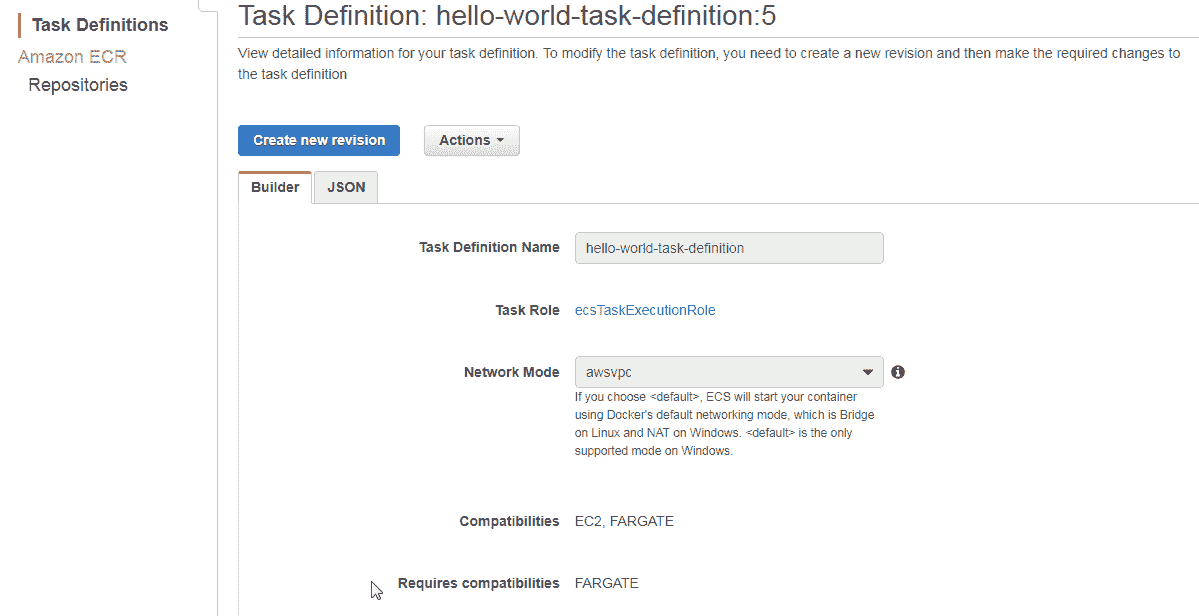 Task Definitions
Amazon ECR
Repositories
Task Definition: hello-world-task-definition:5
View detailed information for your task definition. To modify the task definition, you need to create a new revision and then make the required changes to
the task definition
Create new revision
Actions
Builder
JSON
Task Definition Name
hello-world-task-definition
Task Role
ecsTaskExecutionRole
Network Mode
awsvpc
If you choose <default>, ECS will start your container
using Docker's default networking mode, which is Bridge
on Linux and NAT on Windows. <default> is the only
supported mode on Windows.
Compatibilities
EC2, FARGATE
Requires compatibilities
FARGATE